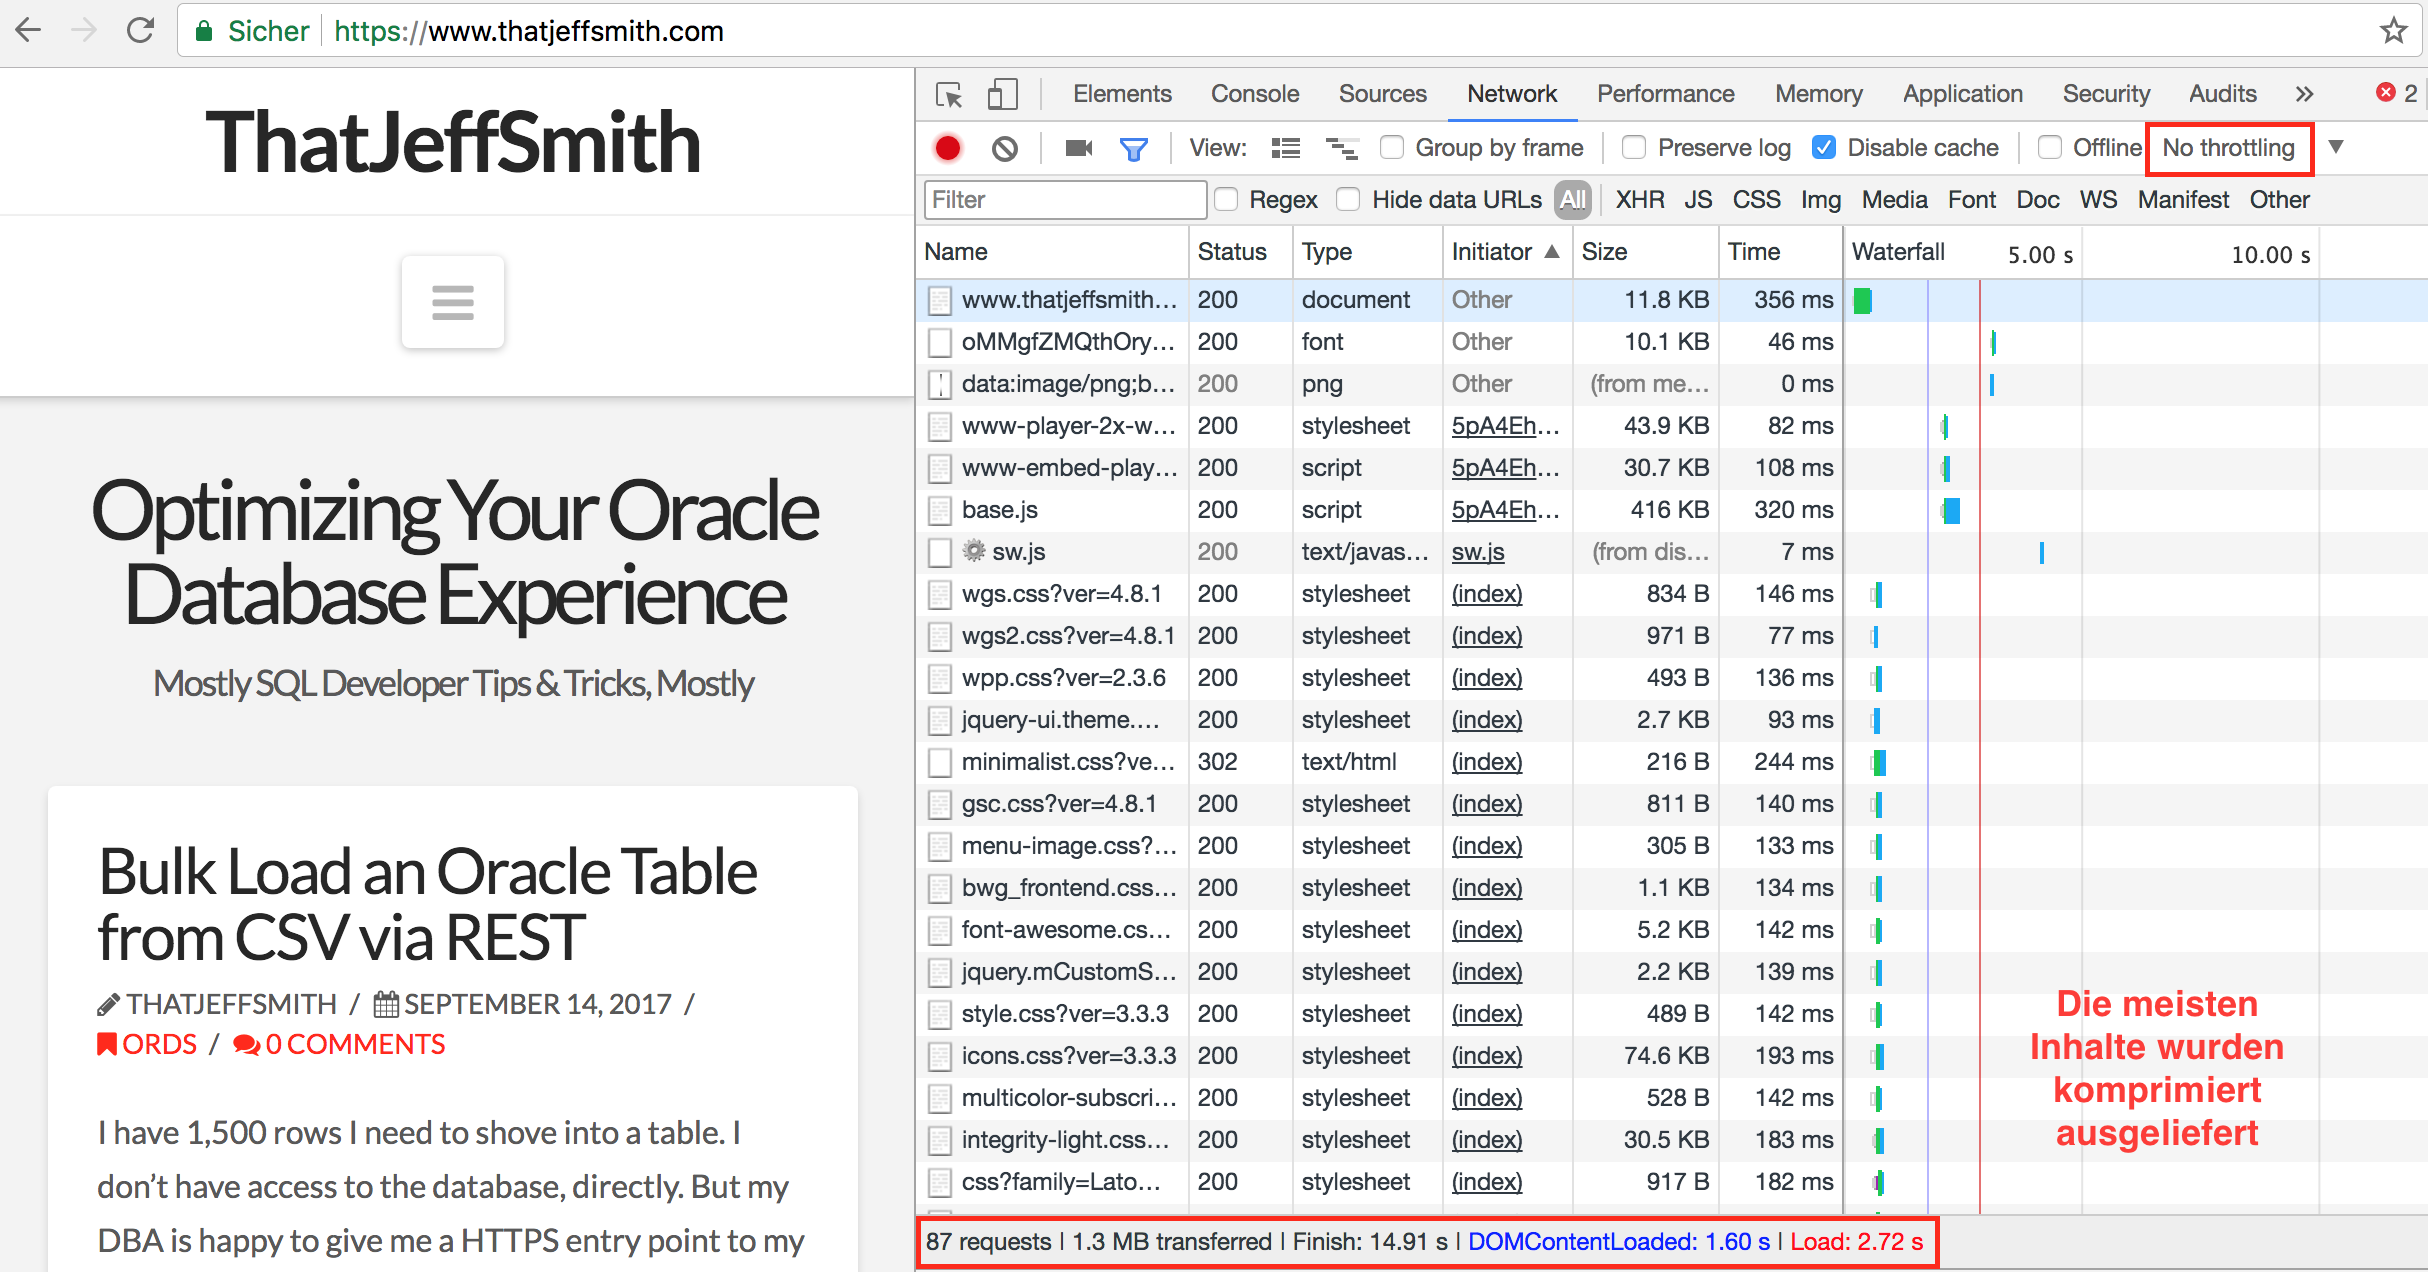 Sicher https://www.thatjeffsmith.com
ThatJeffSmith
Optimizing Your Oracle
Database Experience
Mostly SQL Developer Tips & Tricks, Mostly
Bulk Load an Oracle Table
from CSV via REST
THATJEFFSMITH / SEPTEMBER 14, 2017 /
ORDS / 0 COMMENTS
I have 1,500 rows I need to shove into a table. I
don’t have access to the database, directly. But my
DBA is happy to give me a HTTPS entry point to my
Elements Console Sources Network Performance Memory Application Security Audits » 2
View: Group by frame Preserve log Disable cache Offline No throttling ▼
Filter Regex Hide data URLs All XHR JS CSS Img Media Font Doc WS Manifest Other
Name Status Type Initiator ▲ Size Time Waterfall 5.00 s 10.00 s
www.thatjeffsmith… 200 document Other 11.8 KB 356 ms
oMMgfZMQthOry… 200 font Other 10.1 KB 46 ms
data:image/png;b… 200 png Other (from me… 0 ms
www-player-2x-w… 200 stylesheet 5pA4Eh… 43.9 KB 82 ms
www-embed-play… 200 script 5pA4Eh… 30.7 KB 108 ms
base.js 200 script 5pA4Eh… 416 KB 320 ms
sw.js 200 text/javas… sw.js (from dis… 7 ms
wgs.css?ver=4.8.1 200 stylesheet (index) 834 B 146 ms
wgs2.css?ver=4.8.1 200 stylesheet (index) 971 B 77 ms
wpp.css?ver=2.3.6 200 stylesheet (index) 493 B 136 ms
jquery-ui.theme.… 200 stylesheet (index) 2.7 KB 93 ms
minimalist.css?ve… 302 text/html (index) 216 B 244 ms
gsc.css?ver=4.8.1 200 stylesheet (index) 811 B 140 ms
menu-image.css?… 200 stylesheet (index) 305 B 133 ms
bwg_frontend.css… 200 stylesheet (index) 1.1 KB 134 ms
font-awesome.cs… 200 stylesheet (index) 5.2 KB 142 ms
jquery.mCustomS… 200 stylesheet (index) 2.2 KB 139 ms
style.css?ver=3.3.3 200 stylesheet (index) 489 B 142 ms
icons.css?ver=3.3.3 200 stylesheet (index) 74.6 KB 193 ms
multicolor-subscri… 200 stylesheet (index) 528 B 142 ms
integrity-light.css… 200 stylesheet (index) 30.5 KB 183 ms
css?family=Lato… 200 stylesheet (index) 917 B 182 ms
Die meisten
Inhalte wurden
komprimiert
ausgeliefert
87 requests | 1.3 MB transferred | Finish: 14.91 s | DOMContentLoaded: 1.60 s | Load: 2.72 s